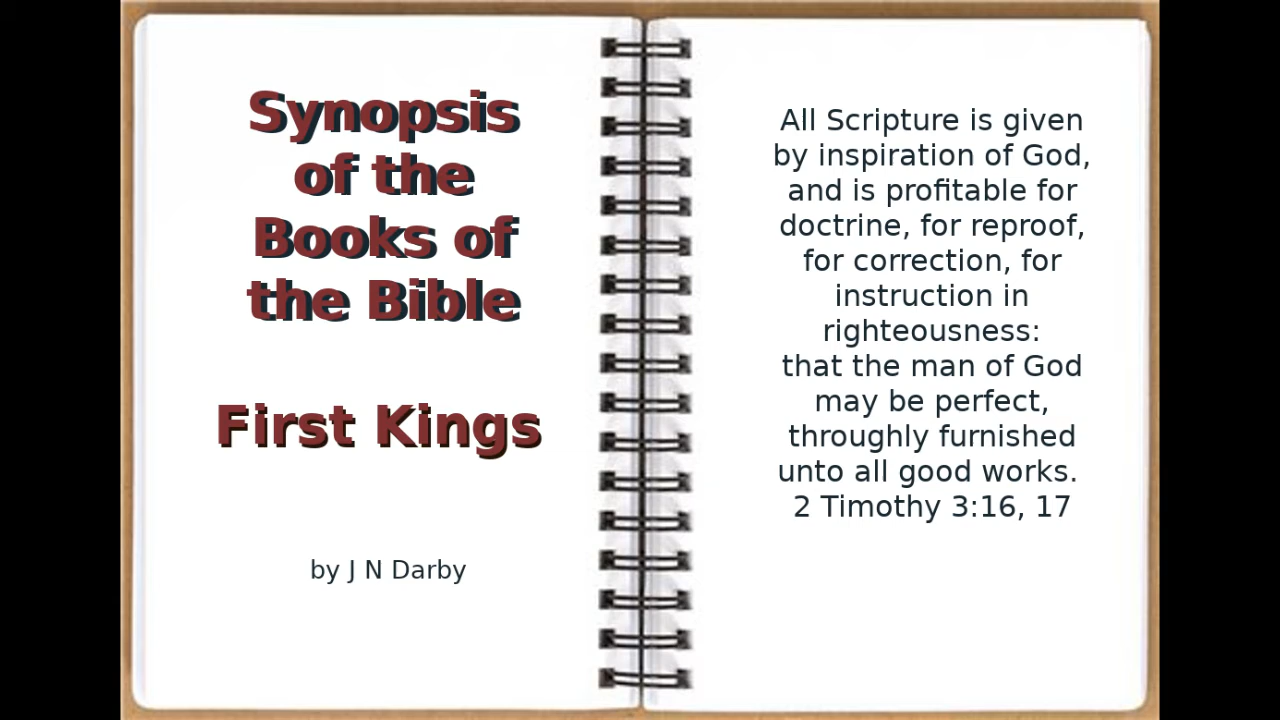 Synopsis
of the
Books of
the Bible
First Kings
by J N Darby
All Scripture is given
by inspiration of God,
and is profitable for
doctrine, for reproof,
for correction, for
instruction in
righteousness:
that the man of God
may be perfect,
throughly furnished
unto all good works.
2 Timothy 3:16, 17